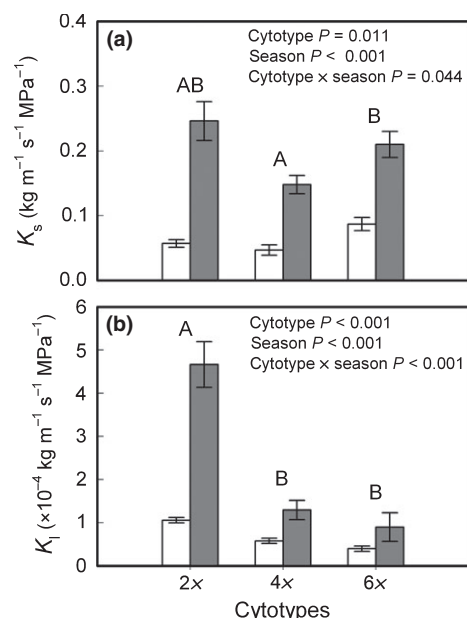 (a)
Cytotype P = 0.011
Season P < 0.001
Cytotype × season P = 0.044
0.4
0.3
0.2
0.1
0.0
Ks (kg m⁻¹ s⁻¹ MPa⁻¹)
AB
A
B
(b)
Cytotype P < 0.001
Season P < 0.001
Cytotype × season P < 0.001
6
5
4
3
2
1
0
Kl (×10⁻⁴ kg m⁻¹ s⁻¹ MPa⁻¹)
A
B
B
2x 4x 6x
Cytotypes